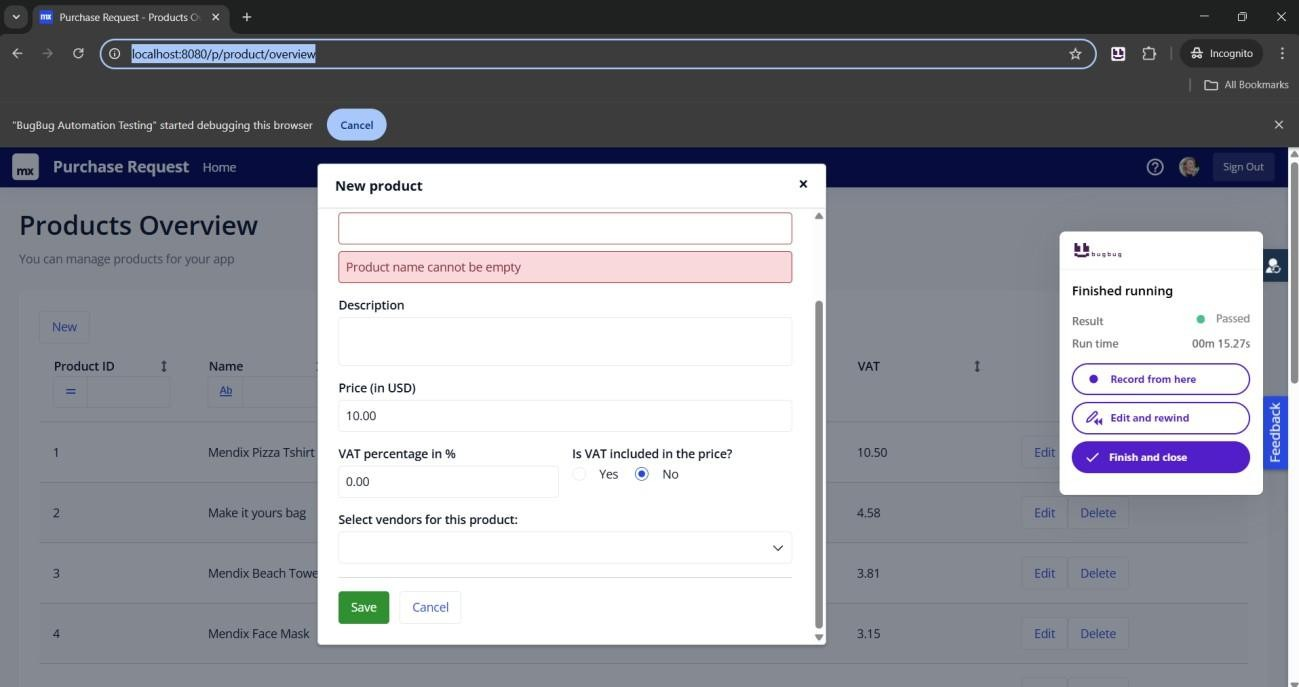 mx Purchase Request - Products O
localhost:8080/p/product/overview
Incognito
All Bookmarks
"BugBug Automation Testing" started debugging this browser Cancel
mx Purchase Request Home Sign Out
New product
Products Overview
You can manage products for your app
Product name cannot be empty
Description
Price (in USD)
10.00
VAT percentage in %
0.00
Is VAT included in the price?
Yes No
Select vendors for this product:
Save Cancel
New
Product ID Name VAT
= Ab
1 Mendix Pizza Tshirt 10.50 Edit
2 Make it yours bag 4.58 Edit Delete
3 Mendix Beach Towe 3.81 Edit Delete
4 Mendix Face Mask 3.15 Edit Delete
bugbug
Finished running
Result Passed
Run time 00m 15.27s
Record from here
Edit and rewind
Finish and close
Feedback